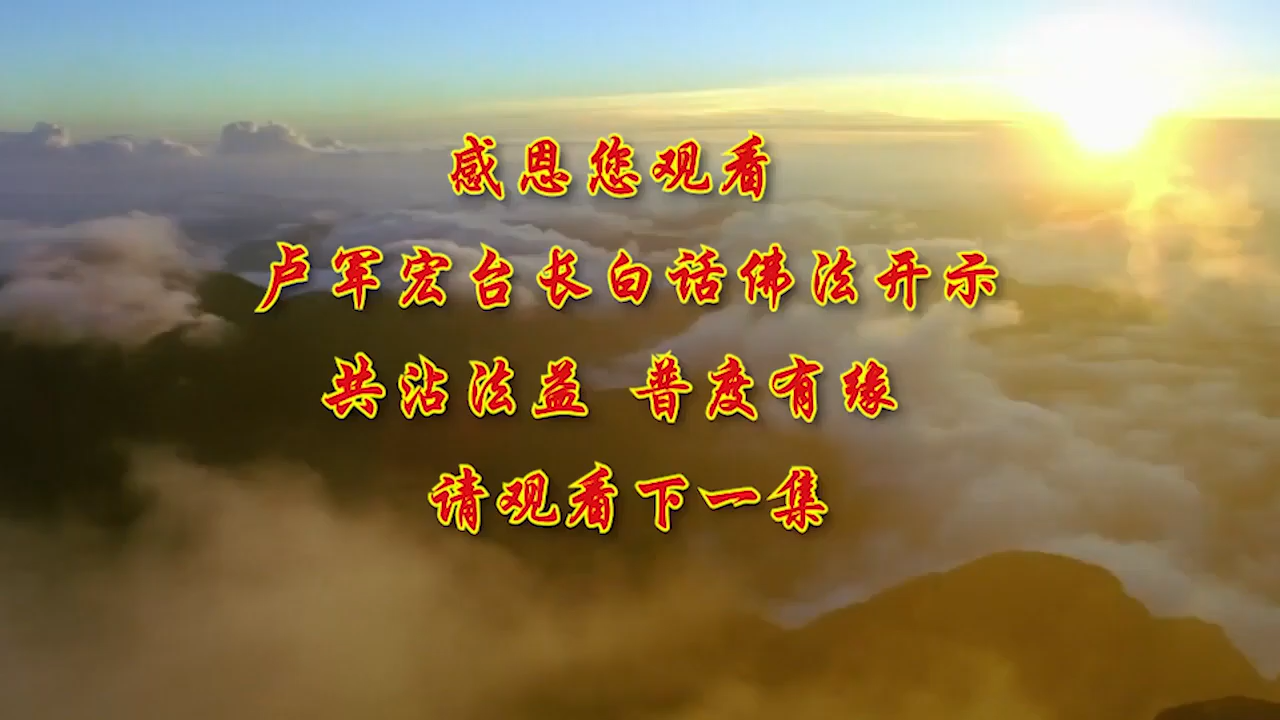 感恩您观看
卢军宏台长白话佛法开示
共沾法益 普度有缘
请观看下一集